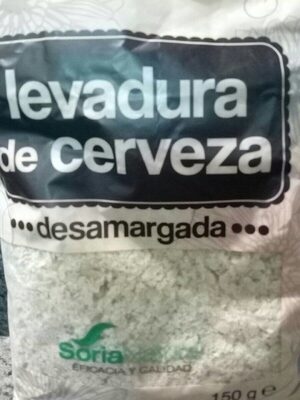 levadura
de cerveza
•••desamargada•••
Soria
EFICACIA Y CALIDAD
150 g